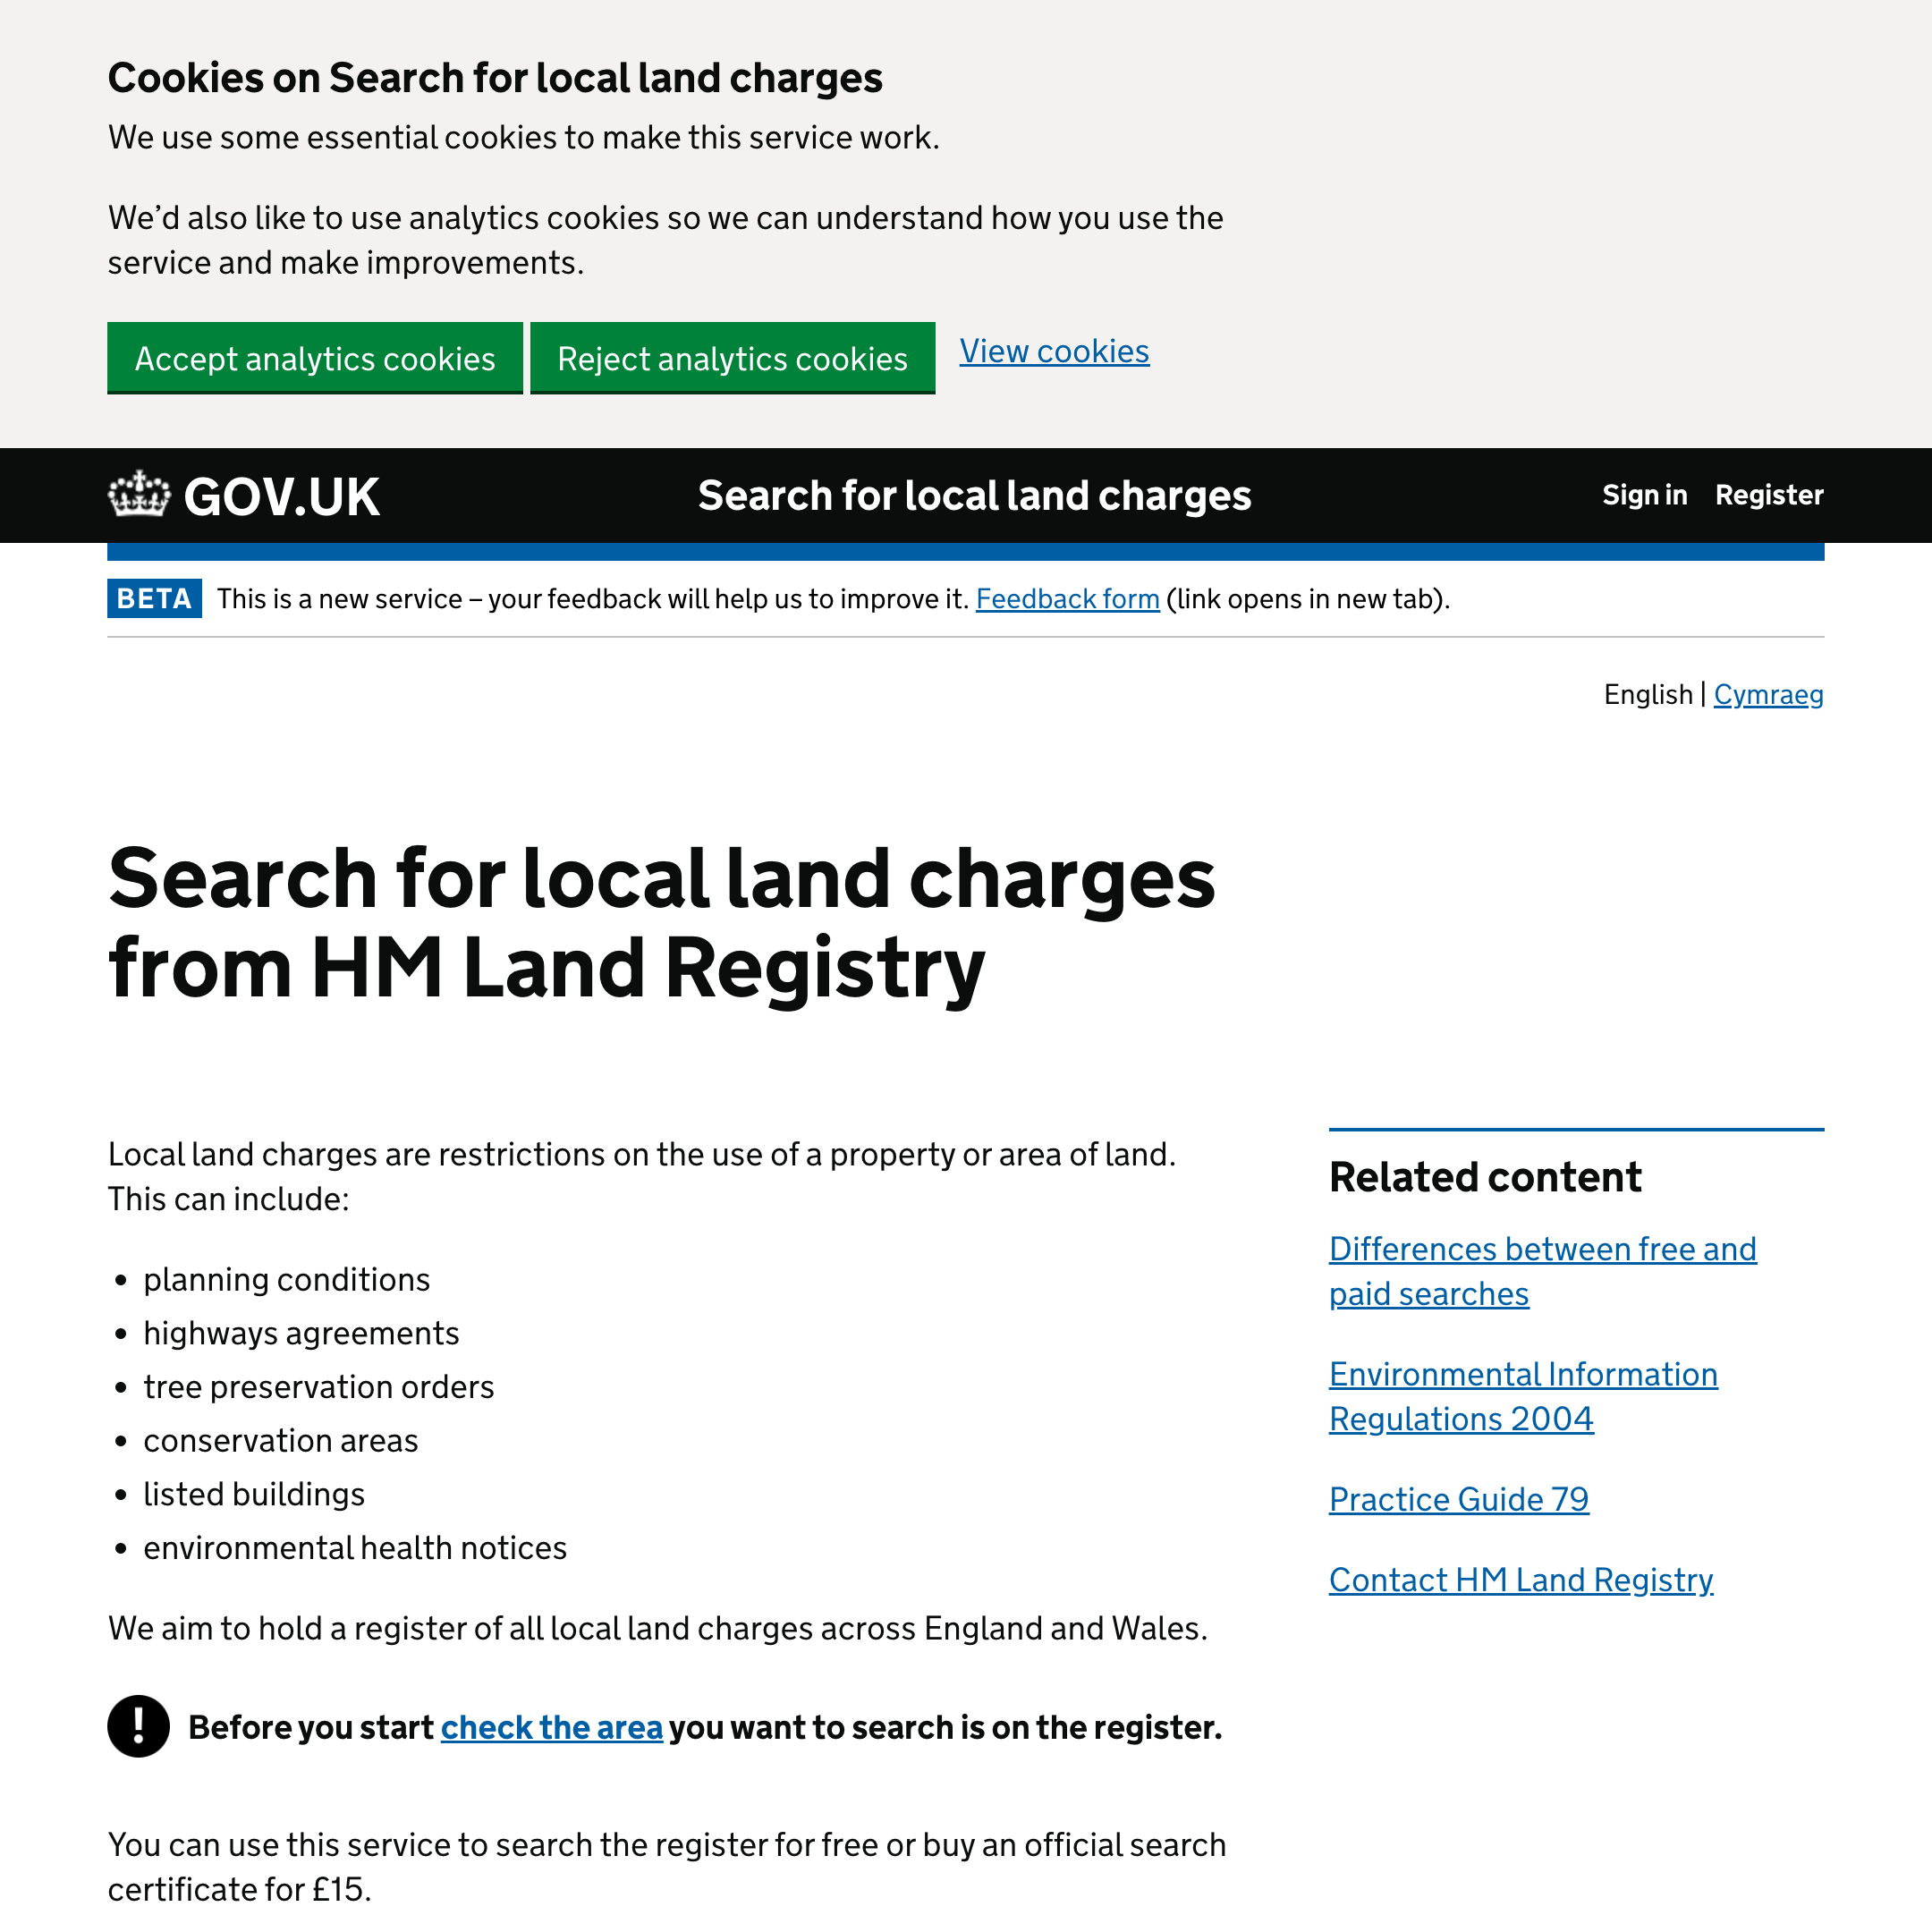 Cookies on Search for local land charges
We use some essential cookies to make this service work.
We’d also like to use analytics cookies so we can understand how you use the
service and make improvements.
Accept analytics cookies Reject analytics cookies View cookies
GOV.UK Search for local land charges Sign in Register
BETA This is a new service – your feedback will help us to improve it. Feedback form (link opens in new tab).
English | Cymraeg
Search for local land charges
from HM Land Registry
Local land charges are restrictions on the use of a property or area of land.
This can include:
• planning conditions
• highways agreements
• tree preservation orders
• conservation areas
• listed buildings
• environmental health notices
We aim to hold a register of all local land charges across England and Wales.
! Before you start check the area you want to search is on the register.
You can use this service to search the register for free or buy an official search
certificate for £15.
Related content
Differences between free and
paid searches
Environmental Information
Regulations 2004
Practice Guide 79
Contact HM Land Registry